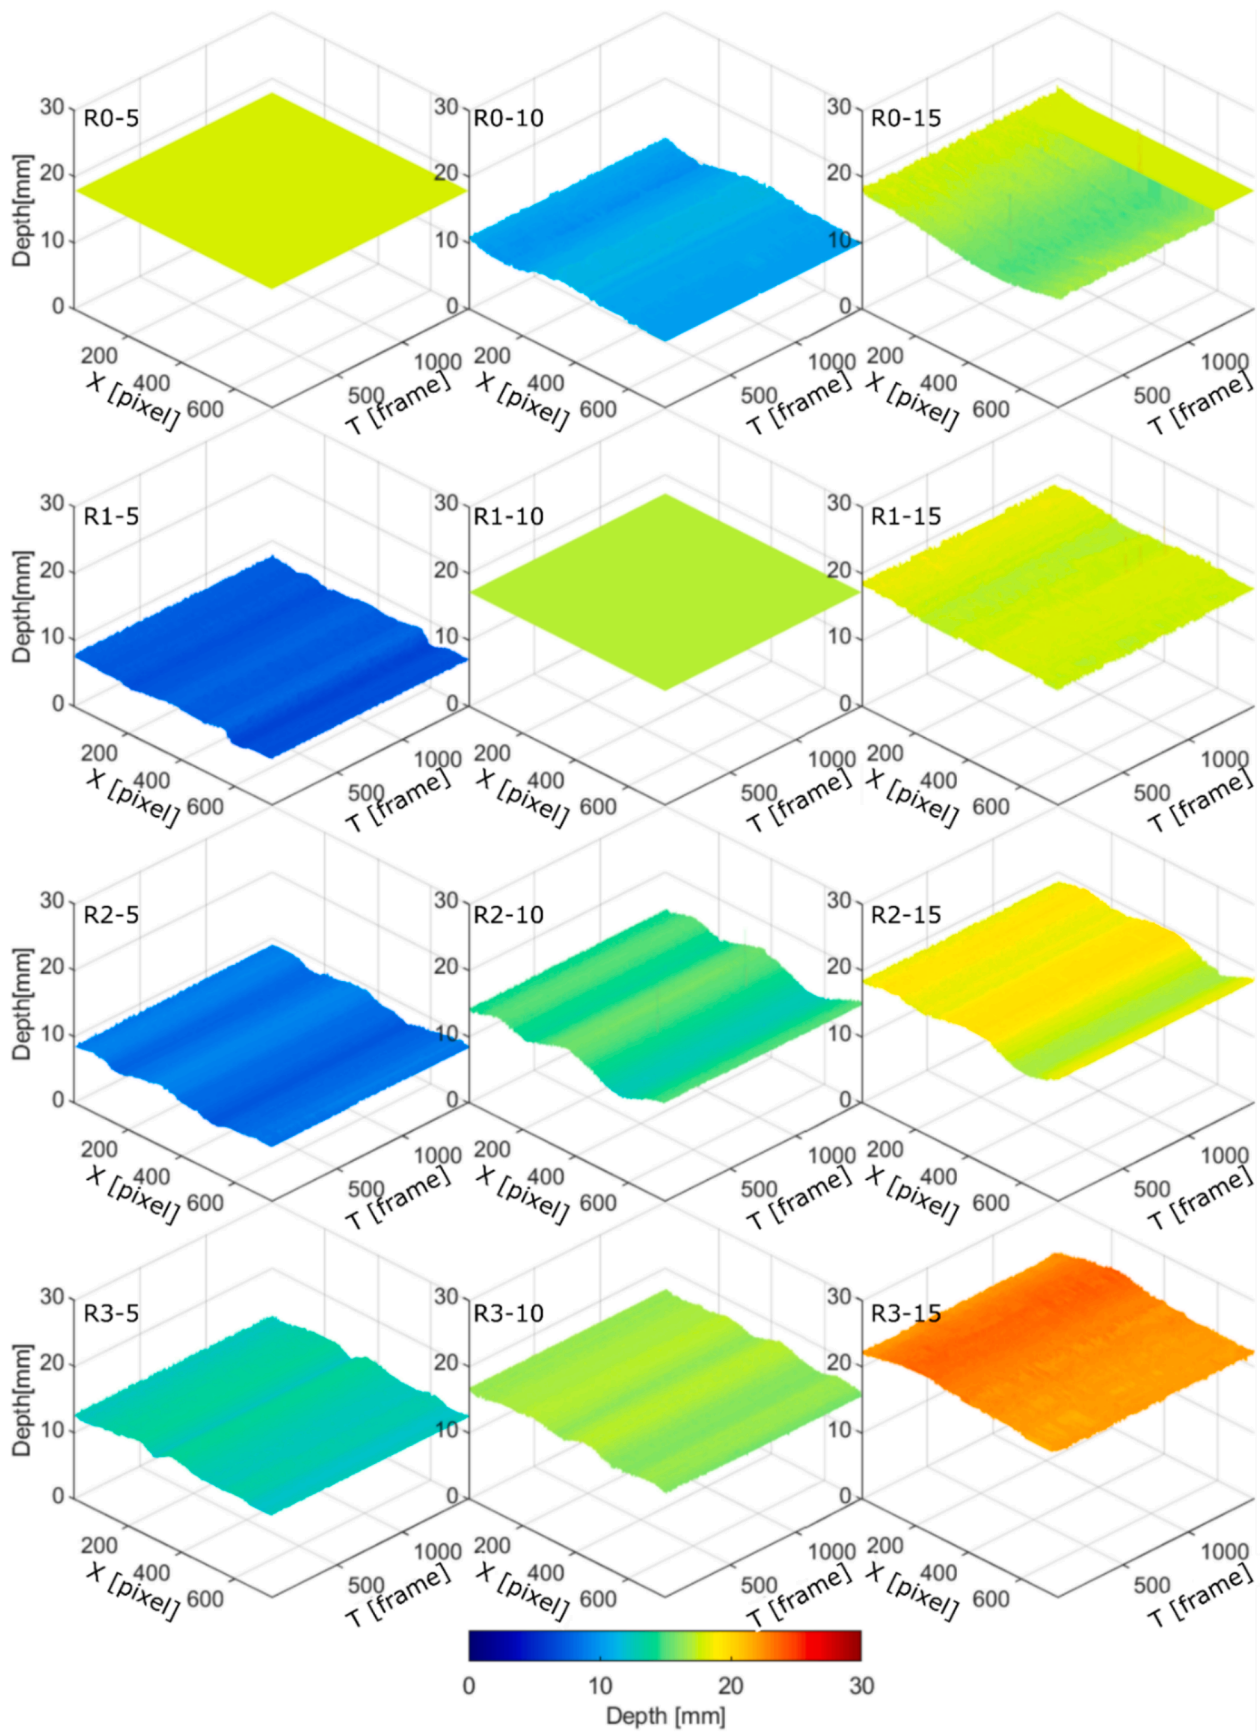 30 R0-5 30 R0-10 30 R0-15
20 20 20
Depth[mm]
10 10 10
0 0 0
200 1000 200 1000 200 1000
400 500 400 500 400 500
600 600 600
X [pixel] T [frame] X [pixel] T [frame] X [pixel] T [frame]
30 R1-5 30 R1-10 30 R1-15
20 20 20
Depth[mm]
10 10 10
0 0 0
200 1000 200 1000 200 1000
400 500 400 500 400 500
600 600 600
X [pixel] T [frame] X [pixel] T [frame] X [pixel] T [frame]
30 R2-5 30 R2-10 30 R2-15
20 20 20
Depth[mm]
10 10 10
0 0 0
200 1000 200 1000 200 1000
400 500 400 500 400 500
600 600 600
X [pixel] T [frame] X [pixel] T [frame] X [pixel] T [frame]
30 R3-5 30 R3-10 30 R3-15
20 20 20
Depth[mm]
10 10 10
0 0 0
200 1000 200 1000 200 1000
400 500 400 500 400 500
600 600 600
X [pixel] T [frame] X [pixel] T [frame] X [pixel] T [frame]
0 10 20 30
Depth [mm]